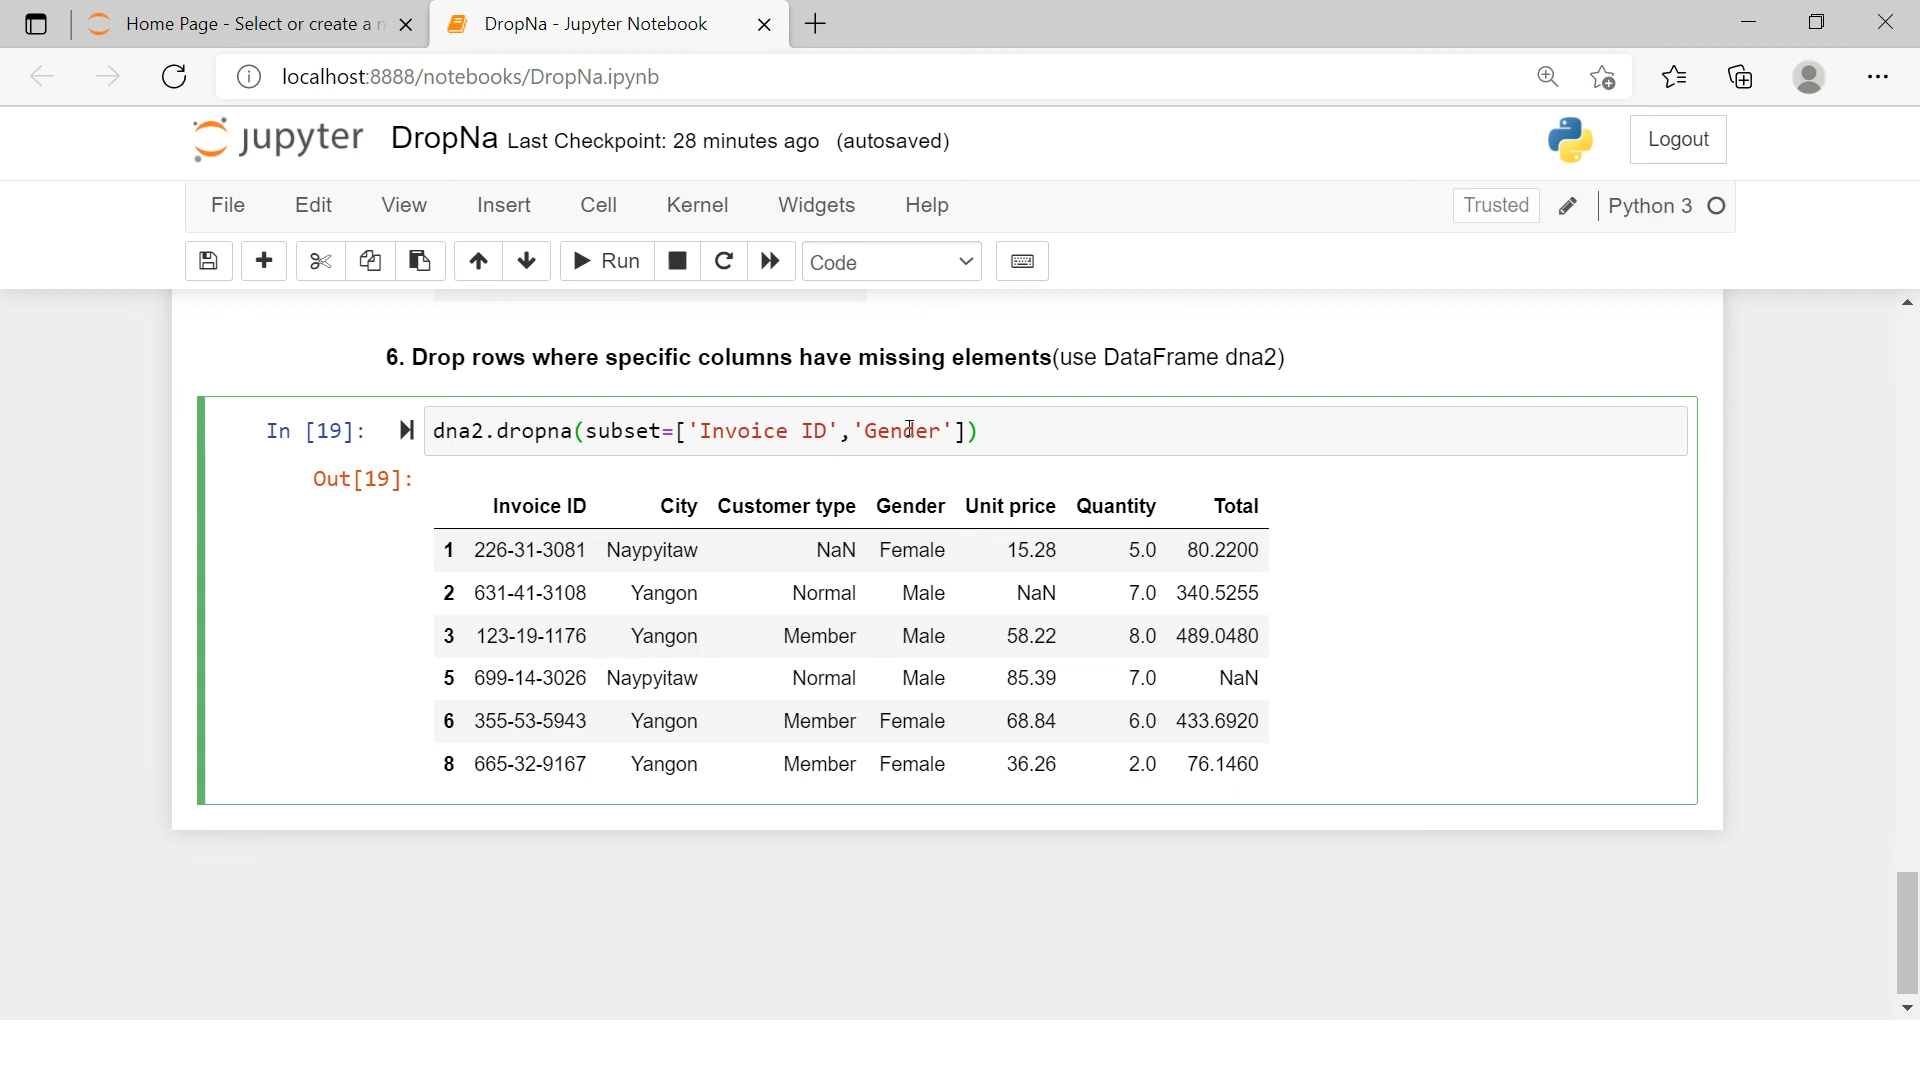 Home Page - Select or create a n
DropNa - Jupyter Notebook
localhost:8888/notebooks/DropNa.ipynb
jupyter DropNa Last Checkpoint: 28 minutes ago (autosaved)
Logout
File Edit View Insert Cell Kernel Widgets Help
Trusted Python 3
Run Code
6. Drop rows where specific columns have missing elements(use DataFrame dna2)
In [19]: dna2.dropna(subset=['Invoice ID','Gender'])
Out[19]:
Invoice ID City Customer type Gender Unit price Quantity Total
1 226-31-3081 Naypyitaw NaN Female 15.28 5.0 80.2200
2 631-41-3108 Yangon Normal Male NaN 7.0 340.5255
3 123-19-1176 Yangon Member Male 58.22 8.0 489.0480
5 699-14-3026 Naypyitaw Normal Male 85.39 7.0 NaN
6 355-53-5943 Yangon Member Female 68.84 6.0 433.6920
8 665-32-9167 Yangon Member Female 36.26 2.0 76.1460